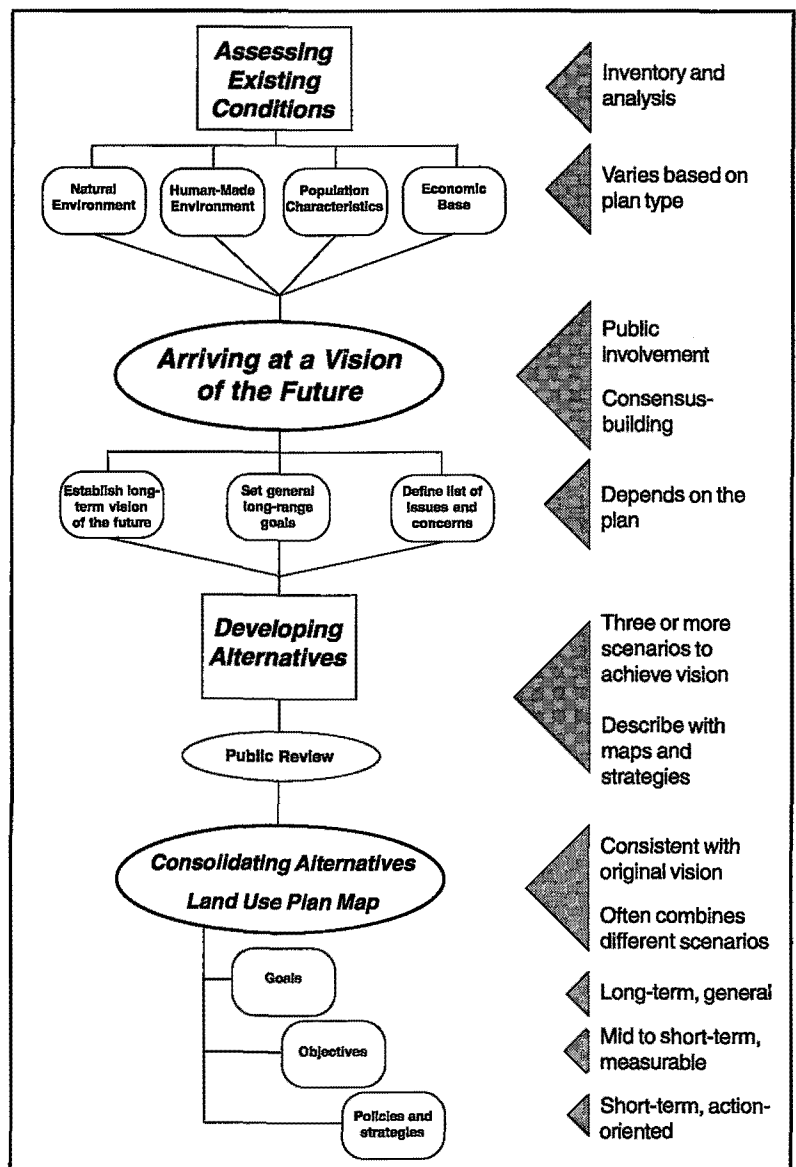 Assessing
Existing
Conditions
Inventory and
analysis
Natural
Environment
Human-Made
Environment
Population
Characteristics
Economic
Base
Varies based on
plan type
Arriving at a Vision
of the Future
Public
Involvement
Consensus-
building
Establish long-
term vision
of the future
Set general
long-range
goals
Define list of
issues and
concerns
Depends on the
plan
Developing
Alternatives
Three or more
scenarios to
achieve vision
Describe with
maps and
strategies
Public Review
Consolidating Alternatives
Land Use Plan Map
Consistent with
original vision
Often combines
different scenarios
Goals
Long-term, general
Objectives
Mid to short-term,
measurable
Policies and
strategies
Short-term, action-
oriented